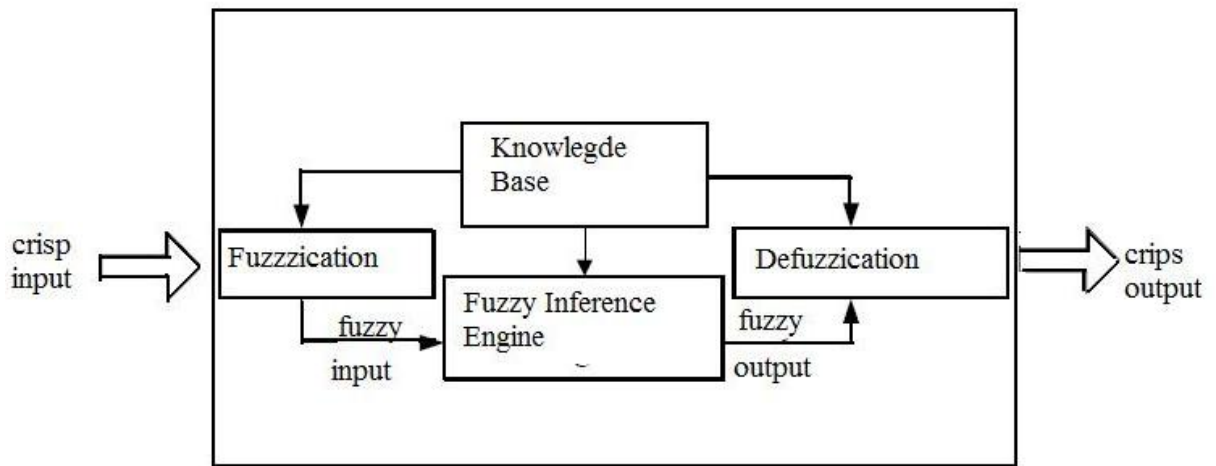 Knowlegde
Base
crisp
input
Fuzzzication
Defuzzication
crips
output
fuzzy
input
Fuzzy Inference
Engine
fuzzy
output